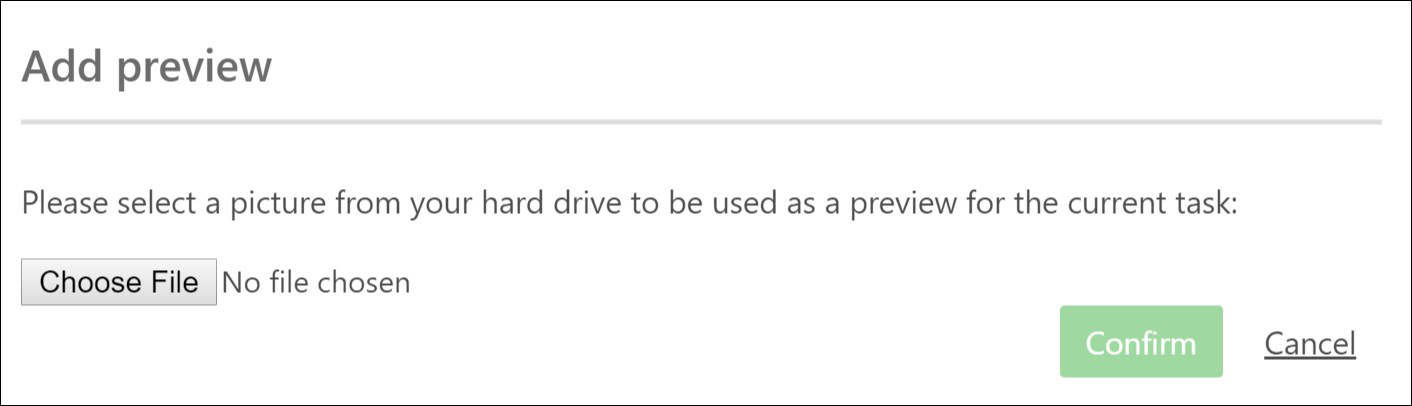 Add preview
Please select a picture from your hard drive to be used as a preview for the current task:
Choose File No file chosen
Confirm Cancel